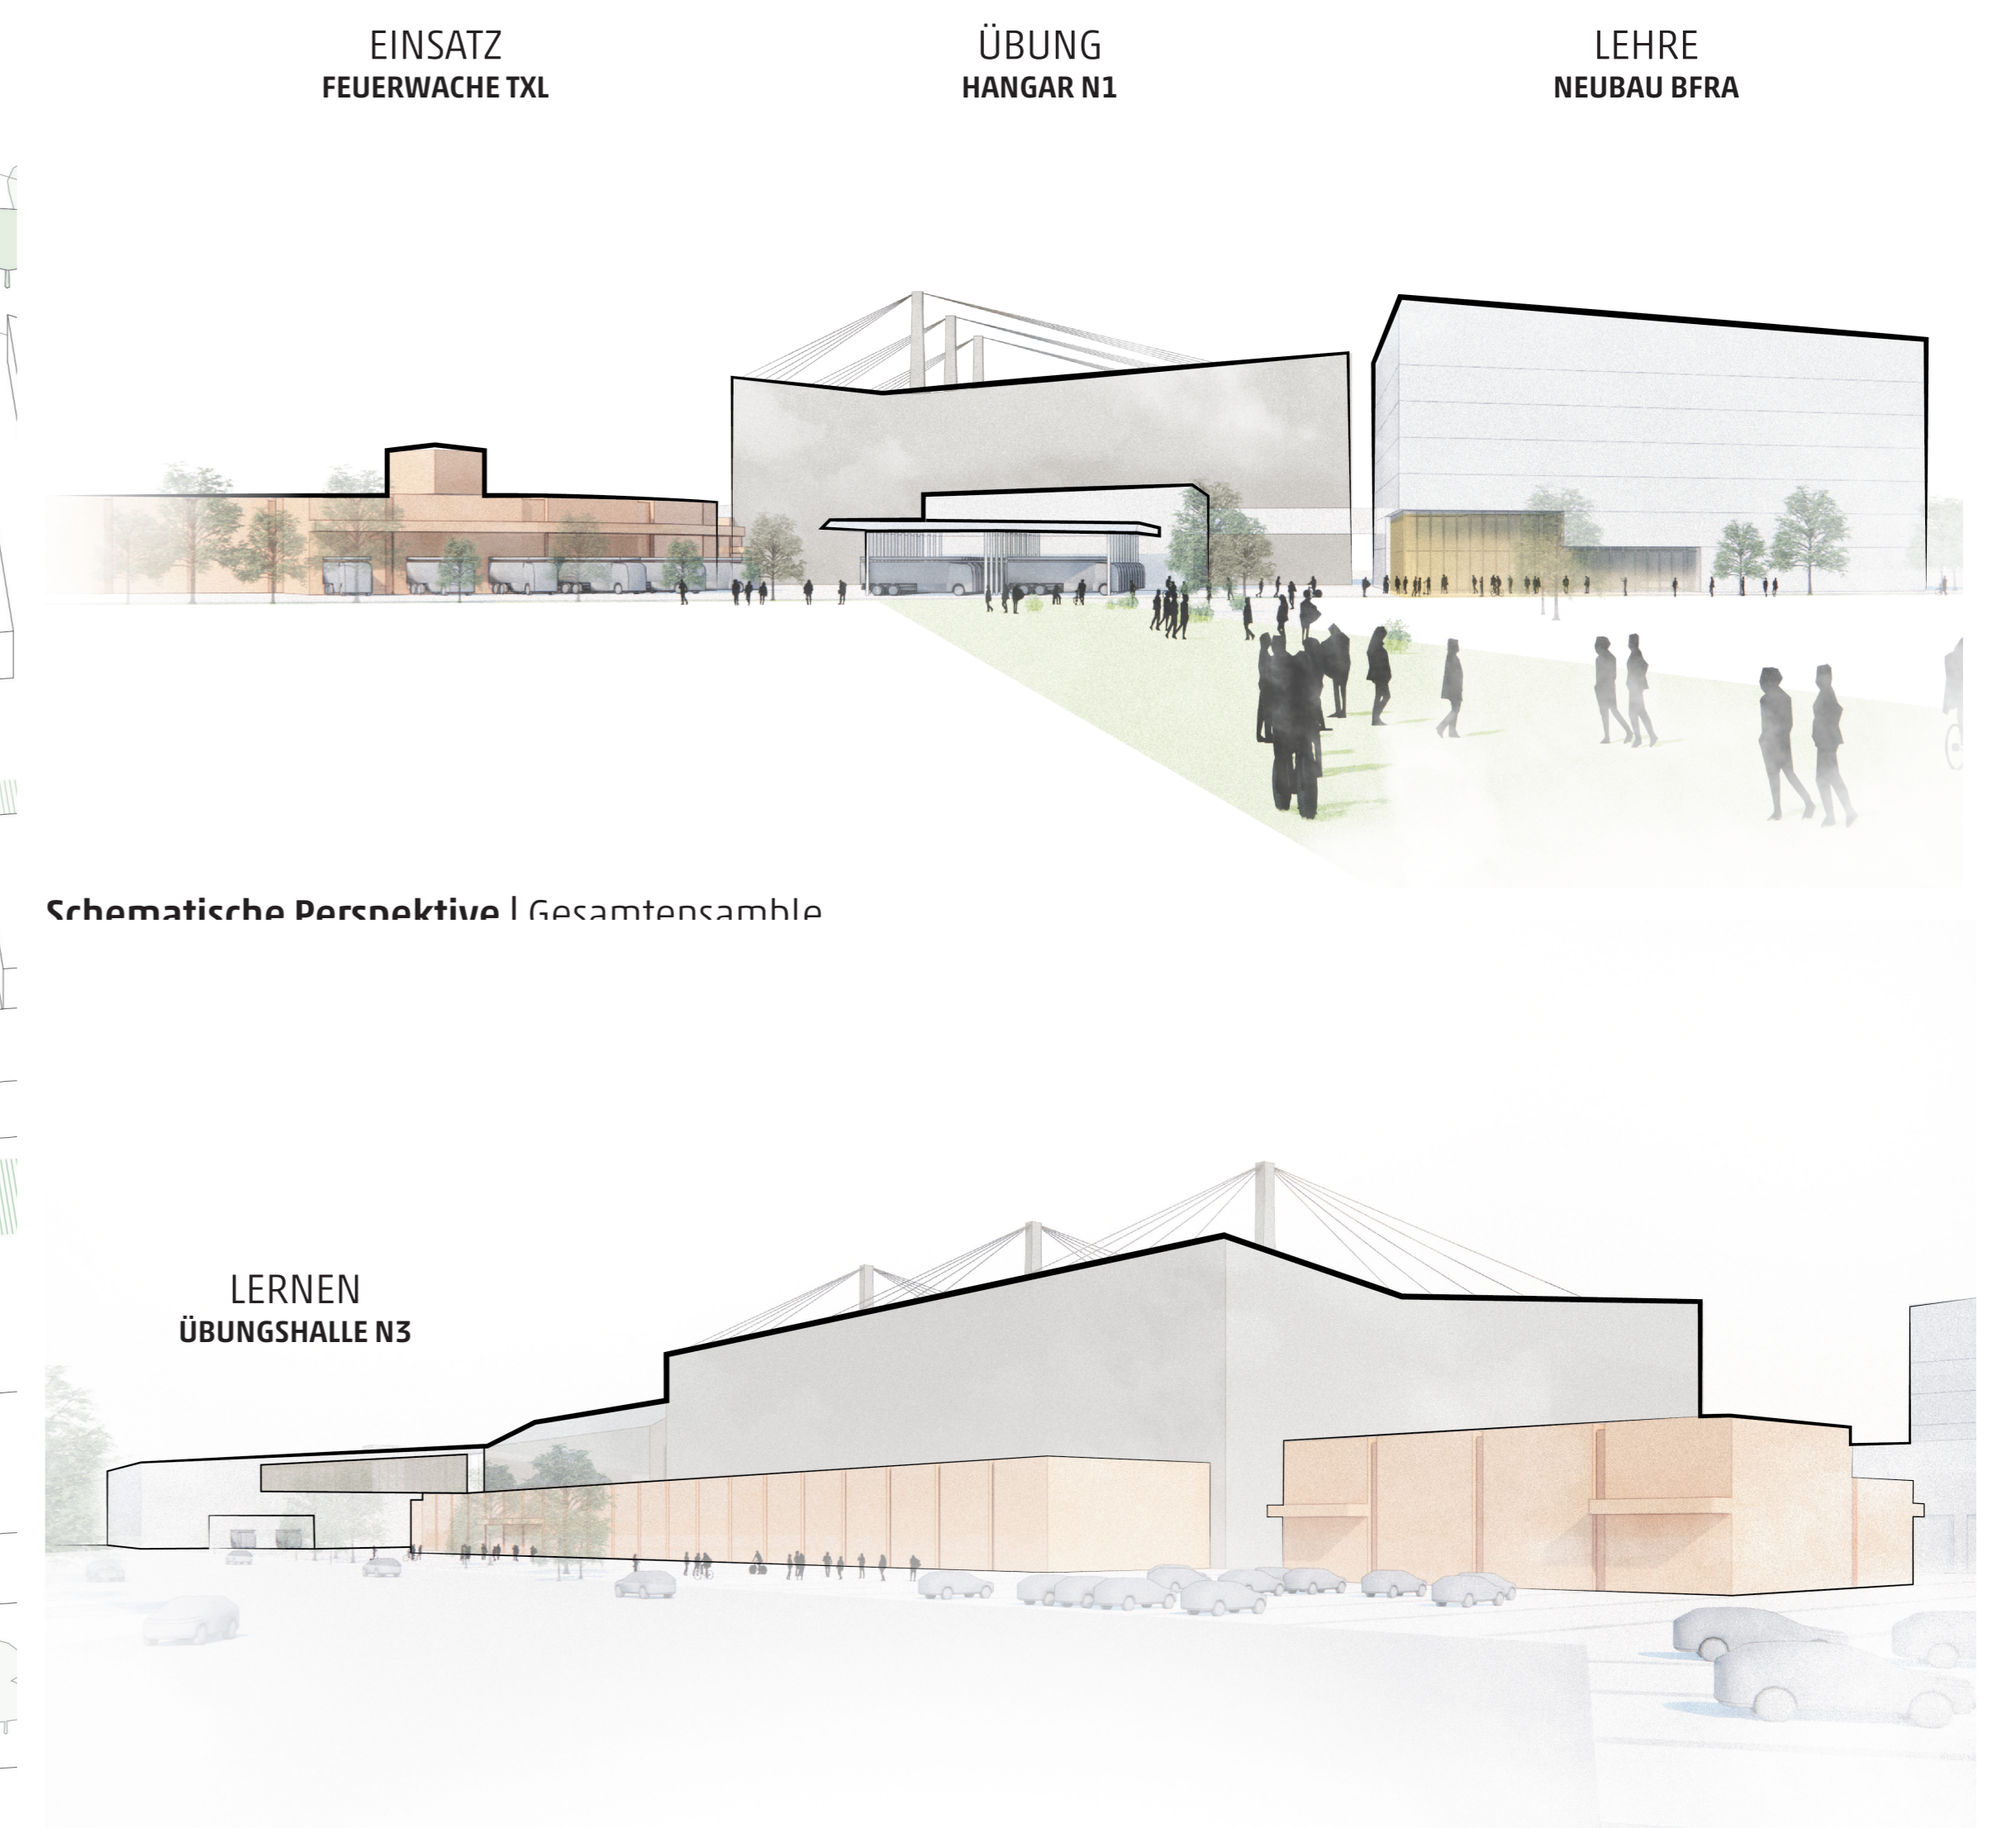 EINSATZ
FEUERWACHE TXL
ÜBUNG
HANGAR N1
LEHRE
NEUBAU BFRA
Schematische Perspektive | Gesamtensamble
LERNEN
ÜBUNGSHALLE N3